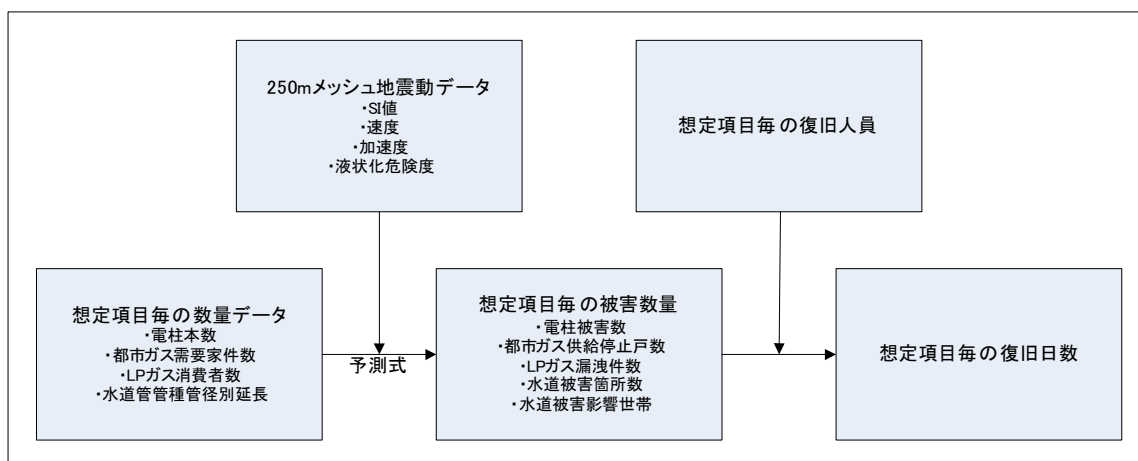 250mメッシュ地震動データ
・SI値
・速度
・加速度
・液状化危険度
想定項目毎の復旧人員
想定項目毎の数量データ
・電柱本数
・都市ガス需要家件数
・LPガス消費者数
・水道管管種管径別延長
予測式
想定項目毎の被害数量
・電柱被害数
・都市ガス供給停止戸数
・LPガス漏洩件数
・水道被害箇所数
・水道被害影響世帯
想定項目毎の復旧日数